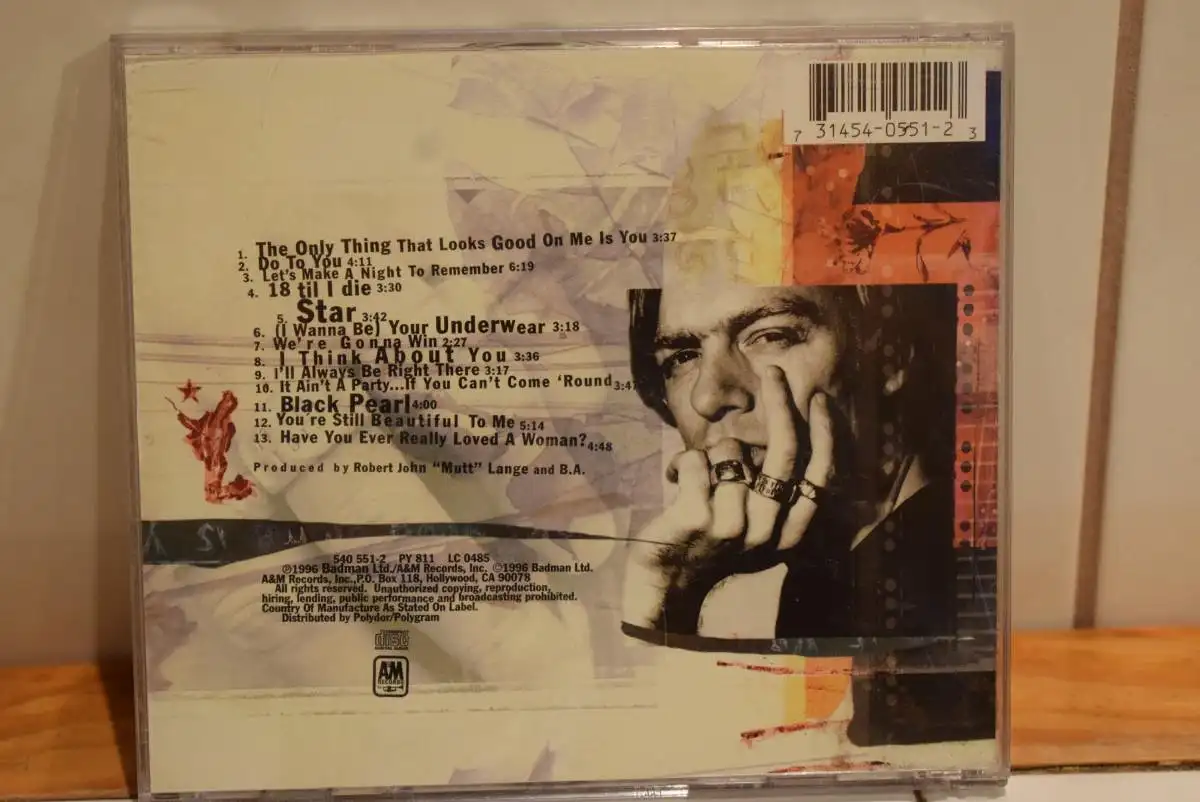 7 31454-0551-2 3
1. The Only Thing That Looks Good On Me Is You 3:37
2. Do To You 4:11
3. Let's Make A Night To Remember 6:19
4. 18 til I die 3:30
5. Star 3:42
6. (I Wanna Be) Your Underwear 3:18
7. We're Gonna Win 2:27
8. I Think About You 3:36
9. I'll Always Be Right There 3:17
10. It Ain't A Party...If You Can't Come 'Round 3:47
11. Black Pearl 4:00
12. You're Still Beautiful To Me 5:14
13. Have You Ever Really Loved A Woman? 4:48
Produced by Robert John "Mutt" Lange and B.A.
540 551-2 PY 811 LC 0485
℗1996 Badman Ltd./A&M Records, Inc. ©1996 Badman Ltd.
A&M Records, Inc.,P.O. Box 118, Hollywood, CA 90078
All rights reserved. Unauthorized copying, reproduction,
hiring, lending, public performance and broadcasting prohibited.
Country Of Manufacture As Stated On Label.
Distributed by Polydor/Polygram
disc
DIGITAL AUDIO
AM
RECORDS